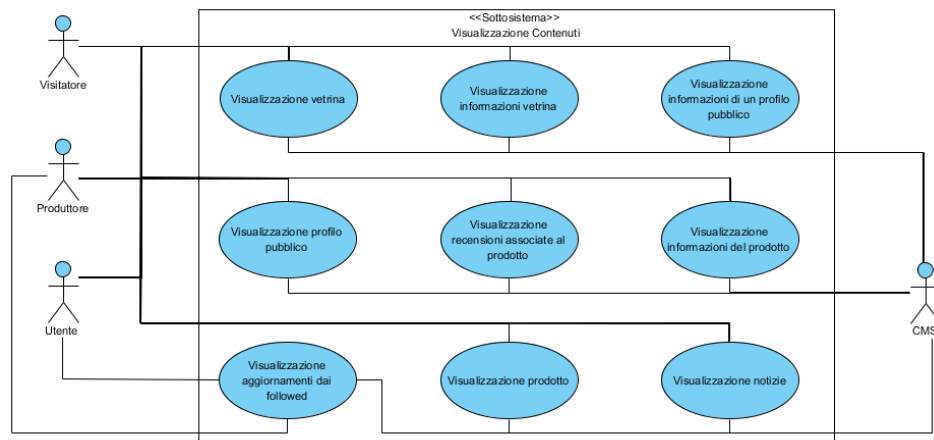 <<Sottosistema>>
Visualizzazione Contenuti
Visitatore
Visualizzazione vetrina
Visualizzazione
informazioni vetrina
Visualizzazione
informazioni di un profilo
pubblico
Produttore
Visualizzazione profilo
pubblico
Visualizzazione
recensioni associate al
prodotto
Visualizzazione
informazioni del prodotto
Utente
CMS
Visualizzazione
aggiornamenti dai
followed
Visualizzazione prodotto
Visualizzazione notizie